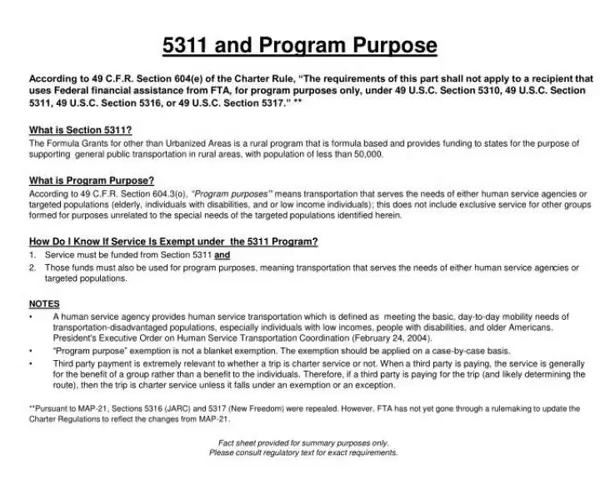 5311 and Program Purpose
According to 49 C.F.R. Section 604(e) of the Charter Rule, “The requirements of this part shall not apply to a recipient that
uses Federal financial assistance from FTA, for program purposes only, under 49 U.S.C. Section 5310, 49 U.S.C. Section
5311, 49 U.S.C. Section 5316, or 49 U.S.C. Section 5317.” **
What is Section 5311?
The Formula Grants for other than Urbanized Areas is a rural program that is formula based and provides funding to states for the purpose of
supporting general public transportation in rural areas, with population of less than 50,000.
What is Program Purpose?
According to 49 C.F.R. Section 604.3(o), “Program purposes” means transportation that serves the needs of either human service agencies or
targeted populations (elderly, individuals with disabilities, and or low income individuals); this does not include exclusive service for other groups
formed for purposes unrelated to the special needs of the targeted populations identified herein.
How Do I Know If Service Is Exempt under the 5311 Program?
1. Service must be funded from Section 5311 and
2. Those funds must also be used for program purposes, meaning transportation that serves the needs of either human service agencies or
targeted populations.
NOTES
• A human service agency provides human service transportation which is defined as meeting the basic, day-to-day mobility needs of
transportation-disadvantaged populations, especially individuals with low incomes, people with disabilities, and older Americans.
President's Executive Order on Human Service Transportation Coordination (February 24, 2004).
• “Program purpose” exemption is not a blanket exemption. The exemption should be applied on a case-by-case basis.
• Third party payment is extremely relevant to whether a trip is charter service or not. When a third party is paying, the service is generally
for the benefit of a group rather than a benefit to the individuals. Therefore, if a third party is paying for the trip (and likely determining the
route), then the trip is charter service unless it falls under an exemption or an exception.
**Pursuant to MAP-21, Sections 5316 (JARC) and 5317 (New Freedom) were repealed. However, FTA has not yet gone through a rulemaking to update the
Charter Regulations to reflect the changes from MAP-21.
Fact sheet provided for summary purposes only.
Please consult regulatory text for exact requirements.